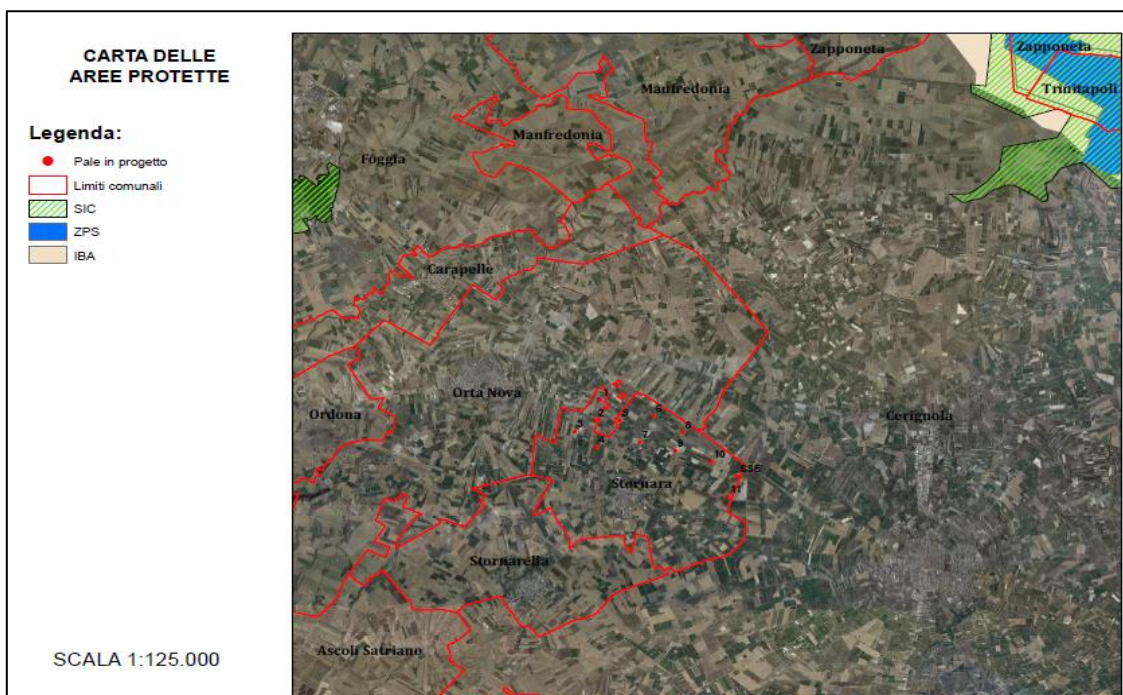 CARTA DELLE
AREE PROTETTE
Legenda:
Pale in progetto
Limiti comunali
SIC
ZPS
IBA
SCALA 1:125.000
Zapponeta
Zapponeta
Manfredonia
Trinitapoli
Manfredonia
Foggia
Carapelle
Orta Nova
Ordona
Cerignola
1
2
5
6
3
8
7
4
9
10
SSE
11
Stornara
Stornarella
Ascoli Satriano